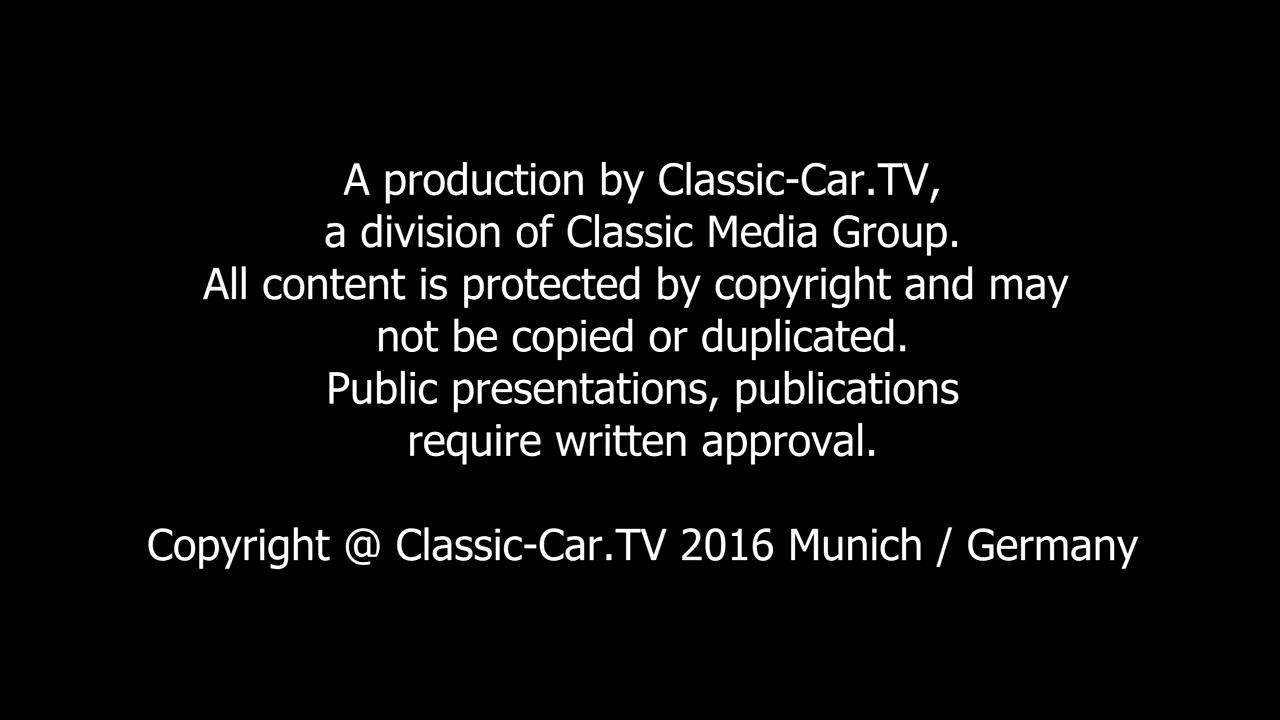 A production by Classic-Car.TV,
a division of Classic Media Group.
All content is protected by copyright and may
not be copied or duplicated.
Public presentations, publications
require written approval.
Copyright @ Classic-Car.TV 2016 Munich / Germany